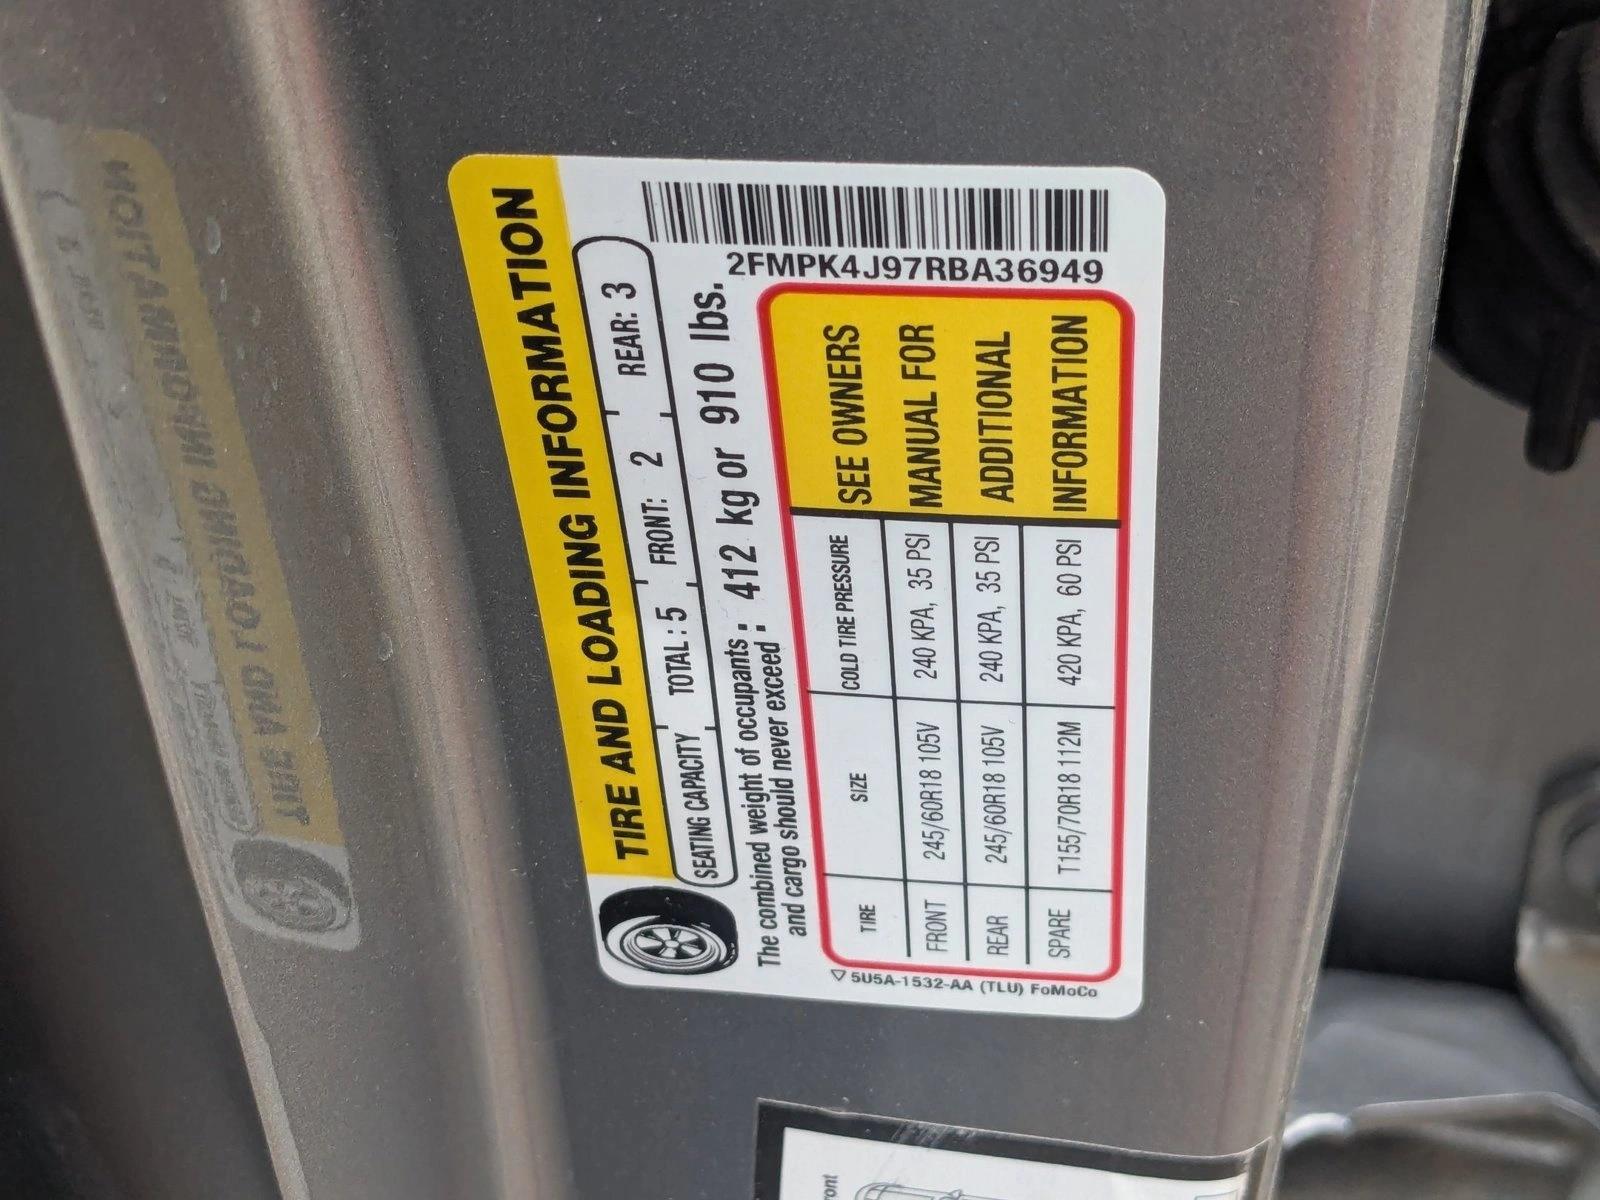 TIRE AND LOADING INFORMATION
SEATING CAPACITY TOTAL: 5 FRONT: 2 REAR: 3
The combined weight of occupants
and cargo should never exceed : 412 kg or 910 lbs.
2FMPK4J97RBA36949
TIRE SIZE COLD TIRE PRESSURE
FRONT 245/60R18 105V 240 KPA, 35 PSI
REAR 245/60R18 105V 240 KPA, 35 PSI
SPARE T155/70R18 112M 420 KPA, 60 PSI
SEE OWNERS
MANUAL FOR
ADDITIONAL
INFORMATION
5U5A-1532-AA (TLU) FoMoCo